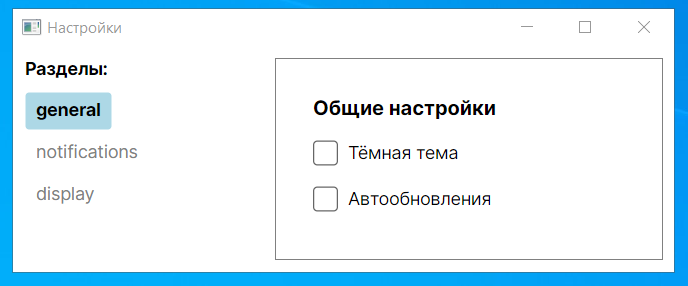 Настройки
Разделы:
general
notifications
display
Общие настройки
Тёмная тема
Автообновления